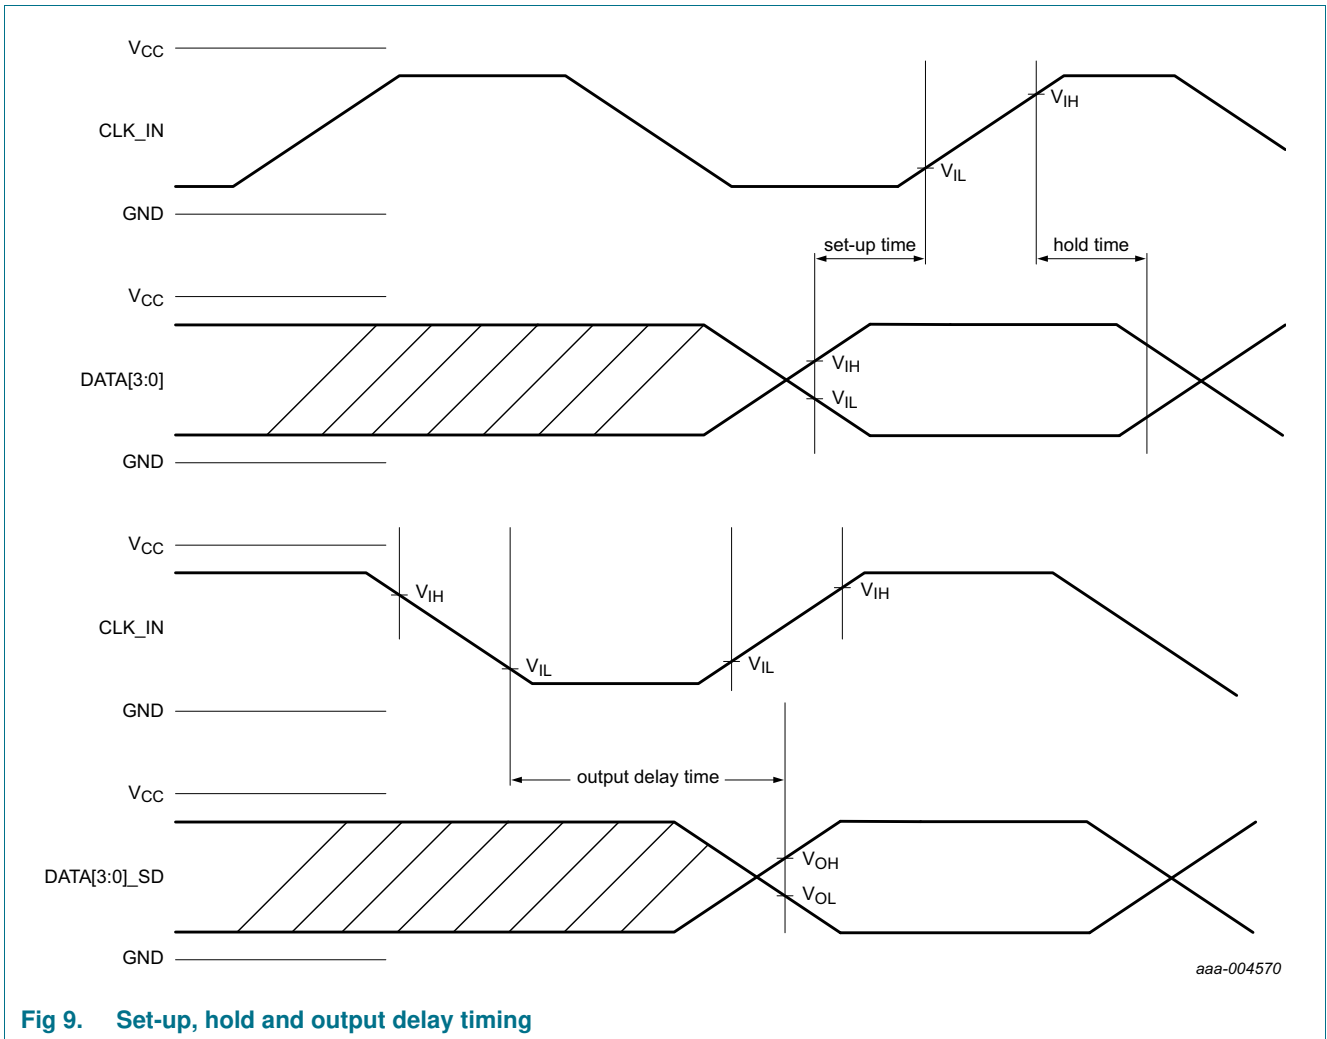 VCC
CLK_IN
VIH
VIL
GND
set-up time
hold time
VCC
DATA[3:0]
VIH
VIL
GND
VCC
VIH
VIH
CLK_IN
VIL
VIL
GND
output delay time
VCC
VOH
DATA[3:0]_SD
VOL
GND
aaa-004570
Fig 9. Set-up, hold and output delay timing